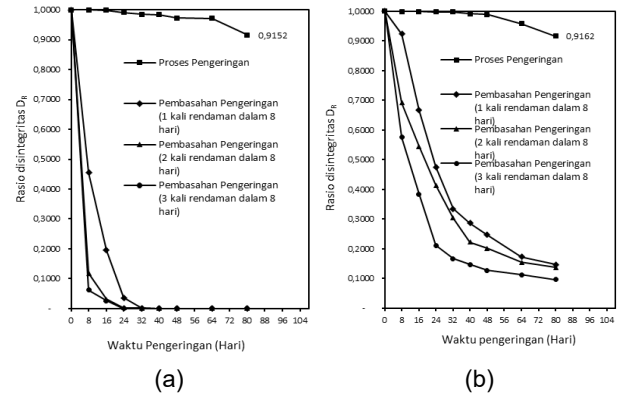 1,0000
0,9000
0,8000
0,7000
0,6000
0,5000
0,4000
0,3000
0,2000
0,1000
-
Rasio disintegritas DR
0,9152
Proses Pengeringan
Pembasahan Pengeringan
(1 kali rendaman dalam 8
hari)
Pembasahan Pengeringan
(2 kali rendaman dalam 8
hari)
Pembasahan Pengeringan
(3 kali rendaman dalam 8
hari)
0 8 16 24 32 40 48 56 64 72 80 88 96 104
Waktu Pengeringan (Hari)
(a)
1,0000
0,9000
0,8000
0,7000
0,6000
0,5000
0,4000
0,3000
0,2000
0,1000
-
Rasio disintegritas DR
0,9162
Proses Pengeringan
Pembasahan Pengeringan
(1 kali rendaman dalam 8
hari)
Pembasahan Pengeringan
(2 kali rendaman dalam 8
hari)
Pembasahan Pengeringan
(3 kali rendaman dalam 8
hari)
0 8 16 24 32 40 48 56 64 72 80 88 96 104
Waktu pengeringan (Hari)
(b)